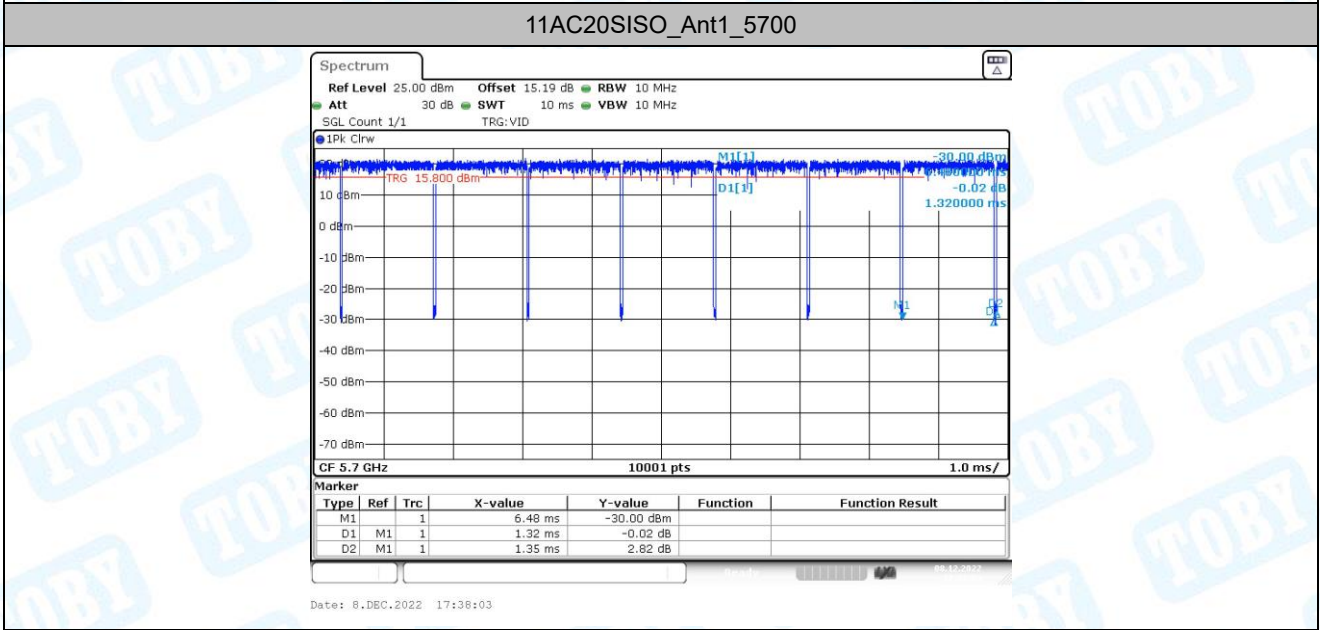 11AC20SISO_Ant1_5700
Spectrum
Ref Level 25.00 dBm Offset 15.19 dB RBW 10 MHz
Att 30 dB SWT 10 ms VBW 10 MHz
SGL Count 1/1 TRG:VID
1Pk Clrw
M1[1] -30.00 dBm
TRG 15.800 dBm
D1[1] -0.02 dB
10 dBm
1.320000 ms
0 dBm
-10 dBm
-20 dBm
M1 D2
-30 dBm
-40 dBm
-50 dBm
-60 dBm
-70 dBm
CF 5.7 GHz 10001 pts 1.0 ms/
Marker
Type Ref Trc X-value Y-value Function Function Result
M1 1 6.48 ms -30.00 dBm
D1 M1 1 1.32 ms -0.02 dB
D2 M1 1 1.35 ms 2.82 dB
08.12.2022
Date: 8.DEC.2022 17:38:03
TOBY